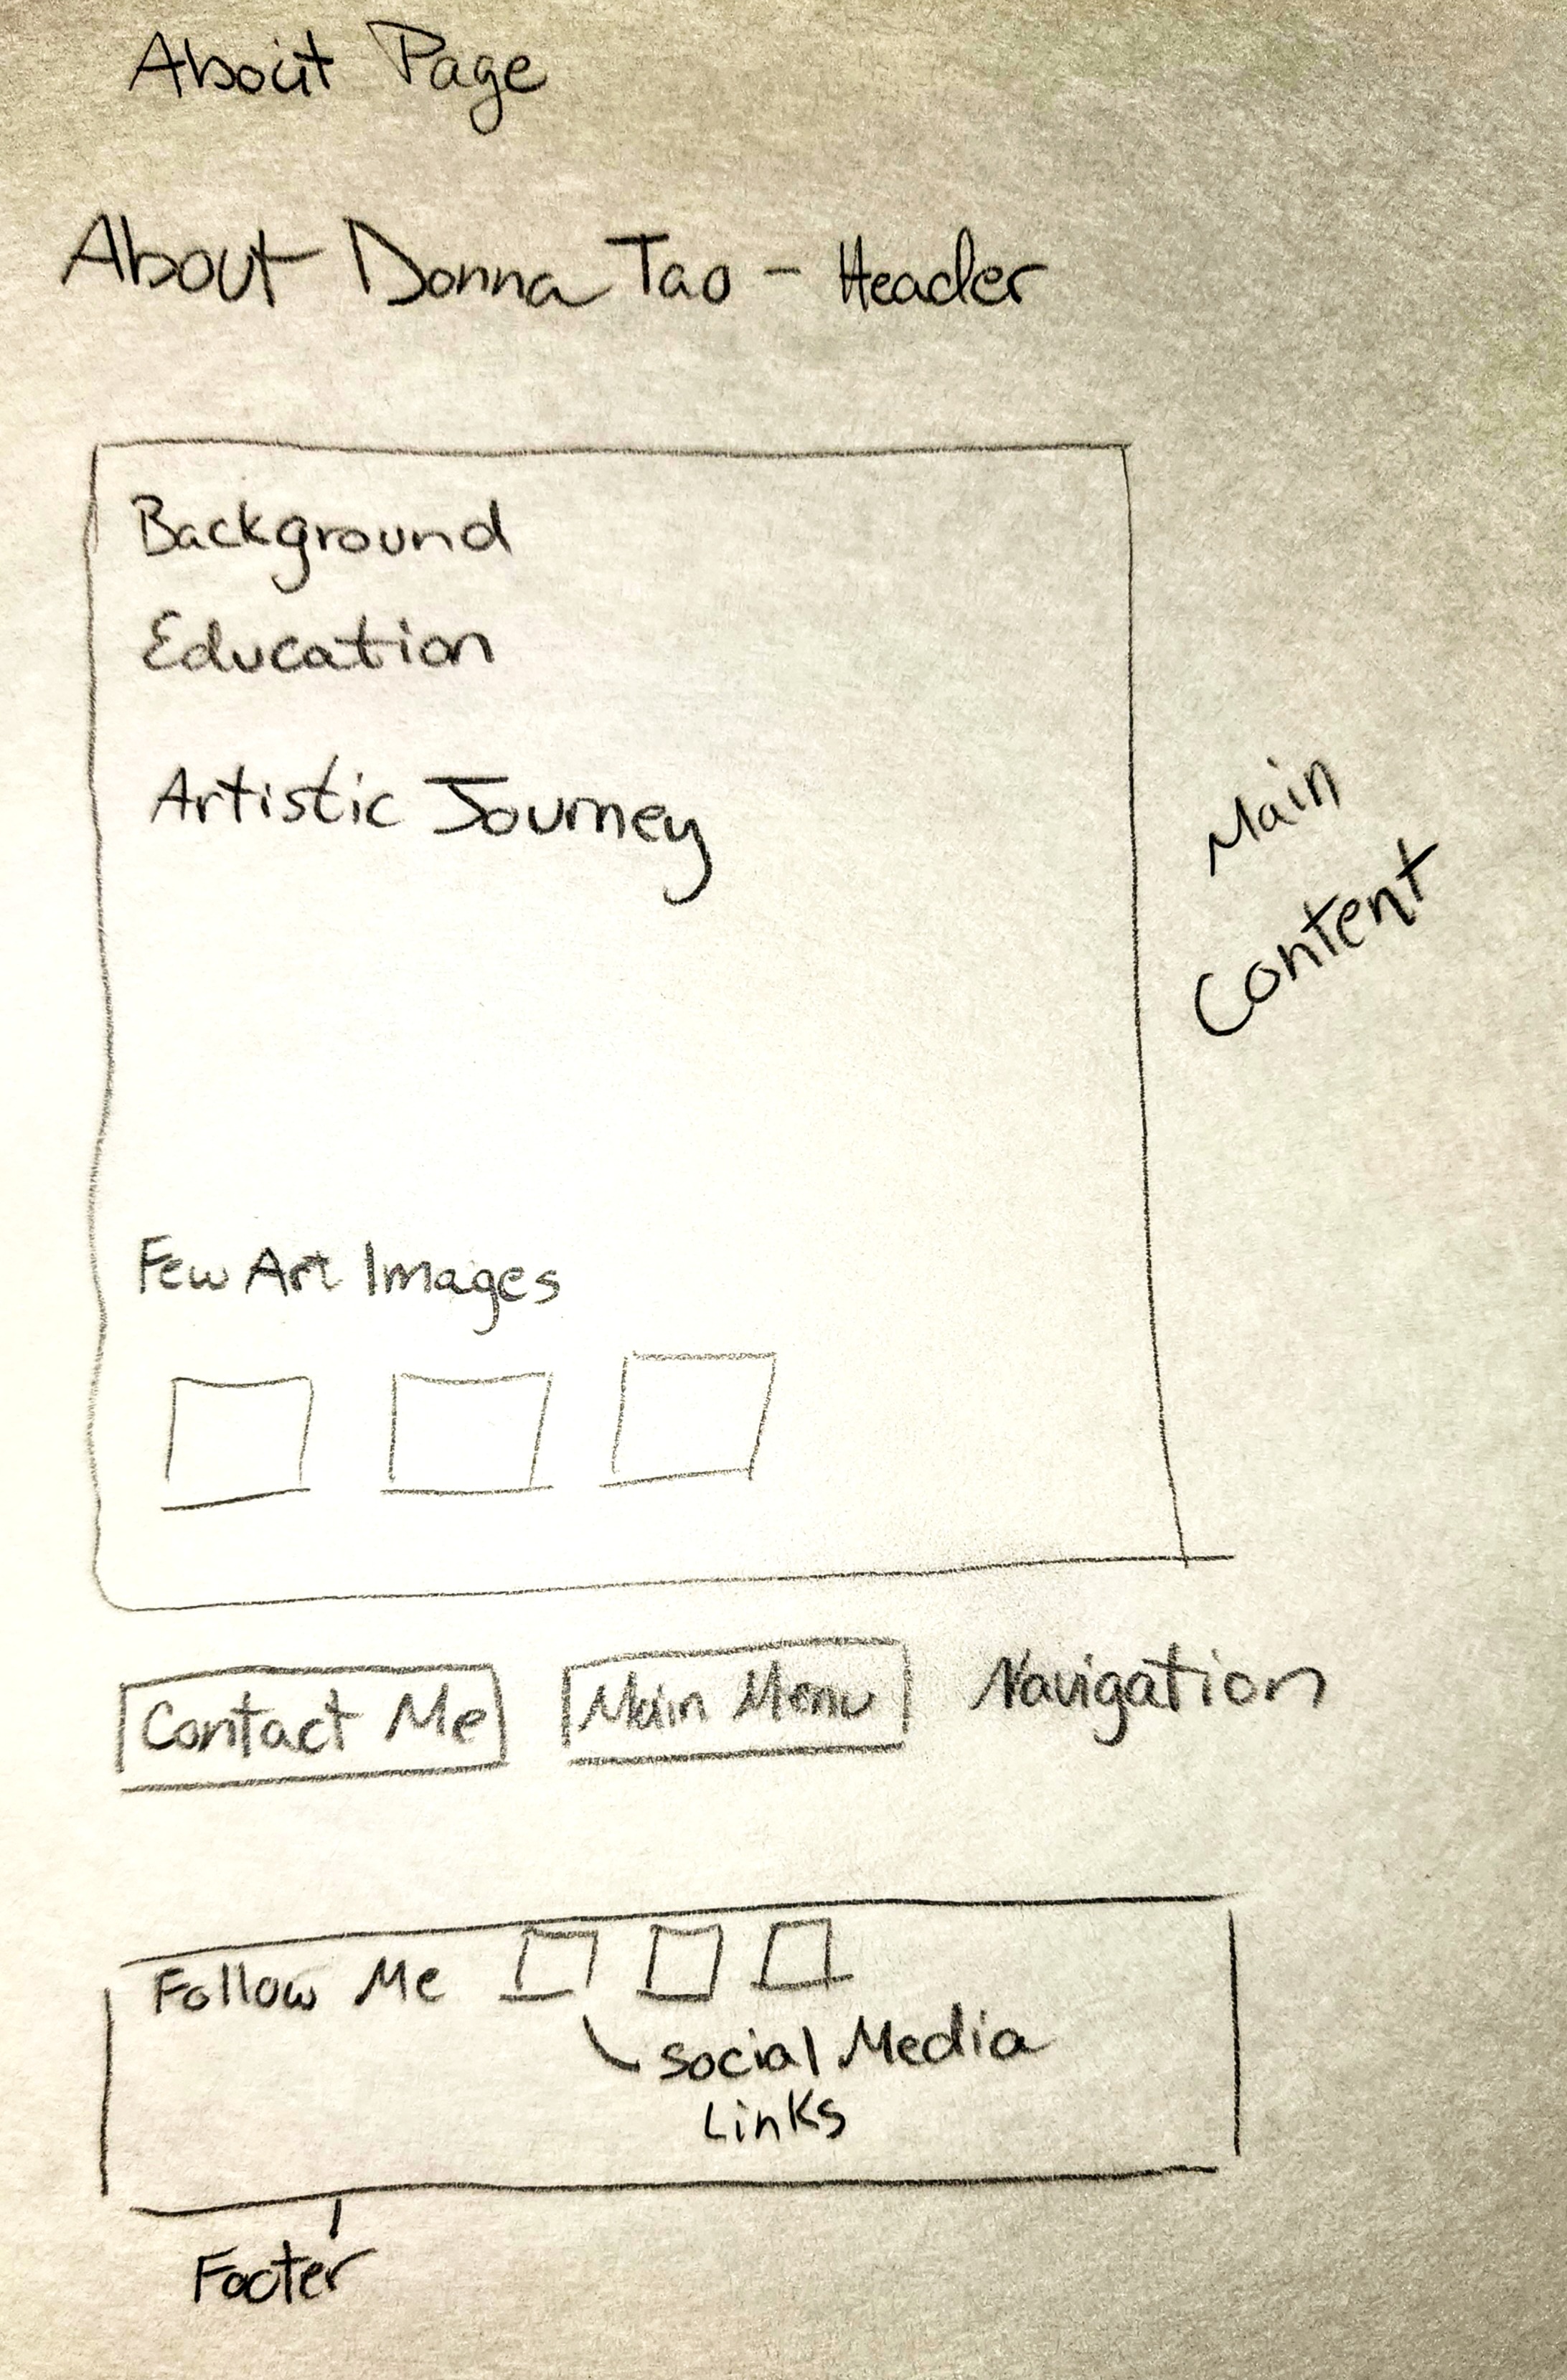 About Page
About Donna Tao - Header
Background
Education
Artistic Journey
Main
Content
Few Art Images
Contact Me
Main Menu
Navigation
Follow Me
social Media
Links
Footer